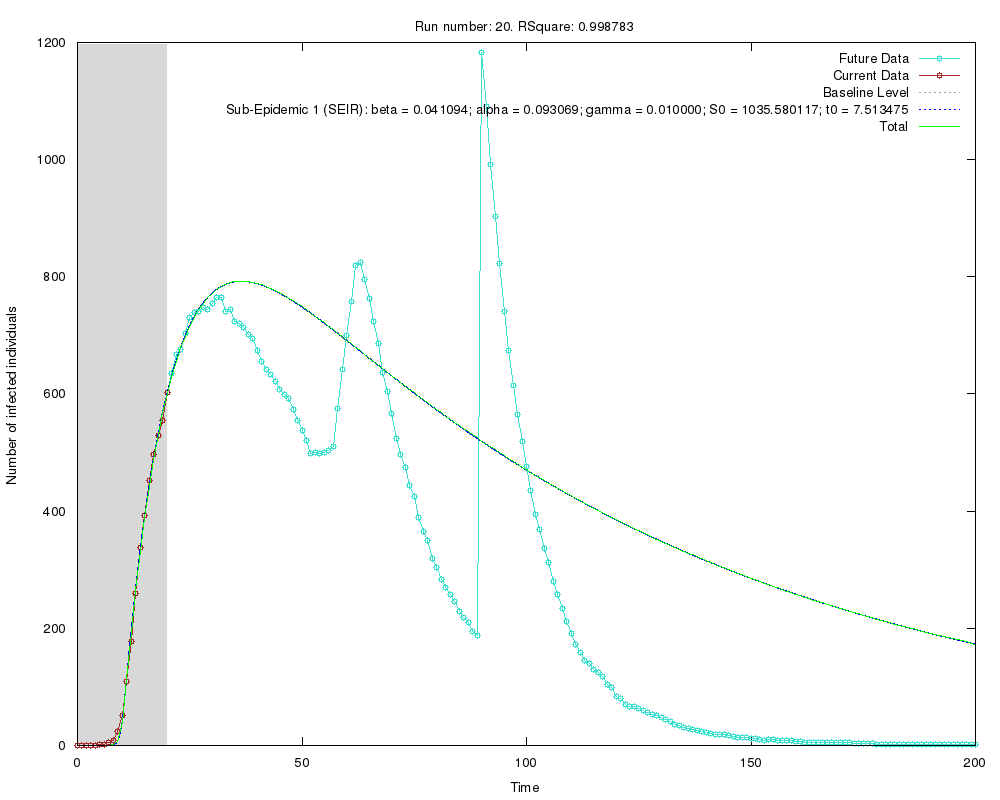 Run number: 20. RSquare: 0.998783
1200
1000
800
600
400
200
0
Number of infected individuals
Future Data
Current Data
Baseline Level
Sub-Epidemic 1 (SEIR): beta = 0.041094; alpha = 0.093069; gamma = 0.010000; S0 = 1035.580117; t0 = 7.513475
Total
0 50 100 150 200
Time